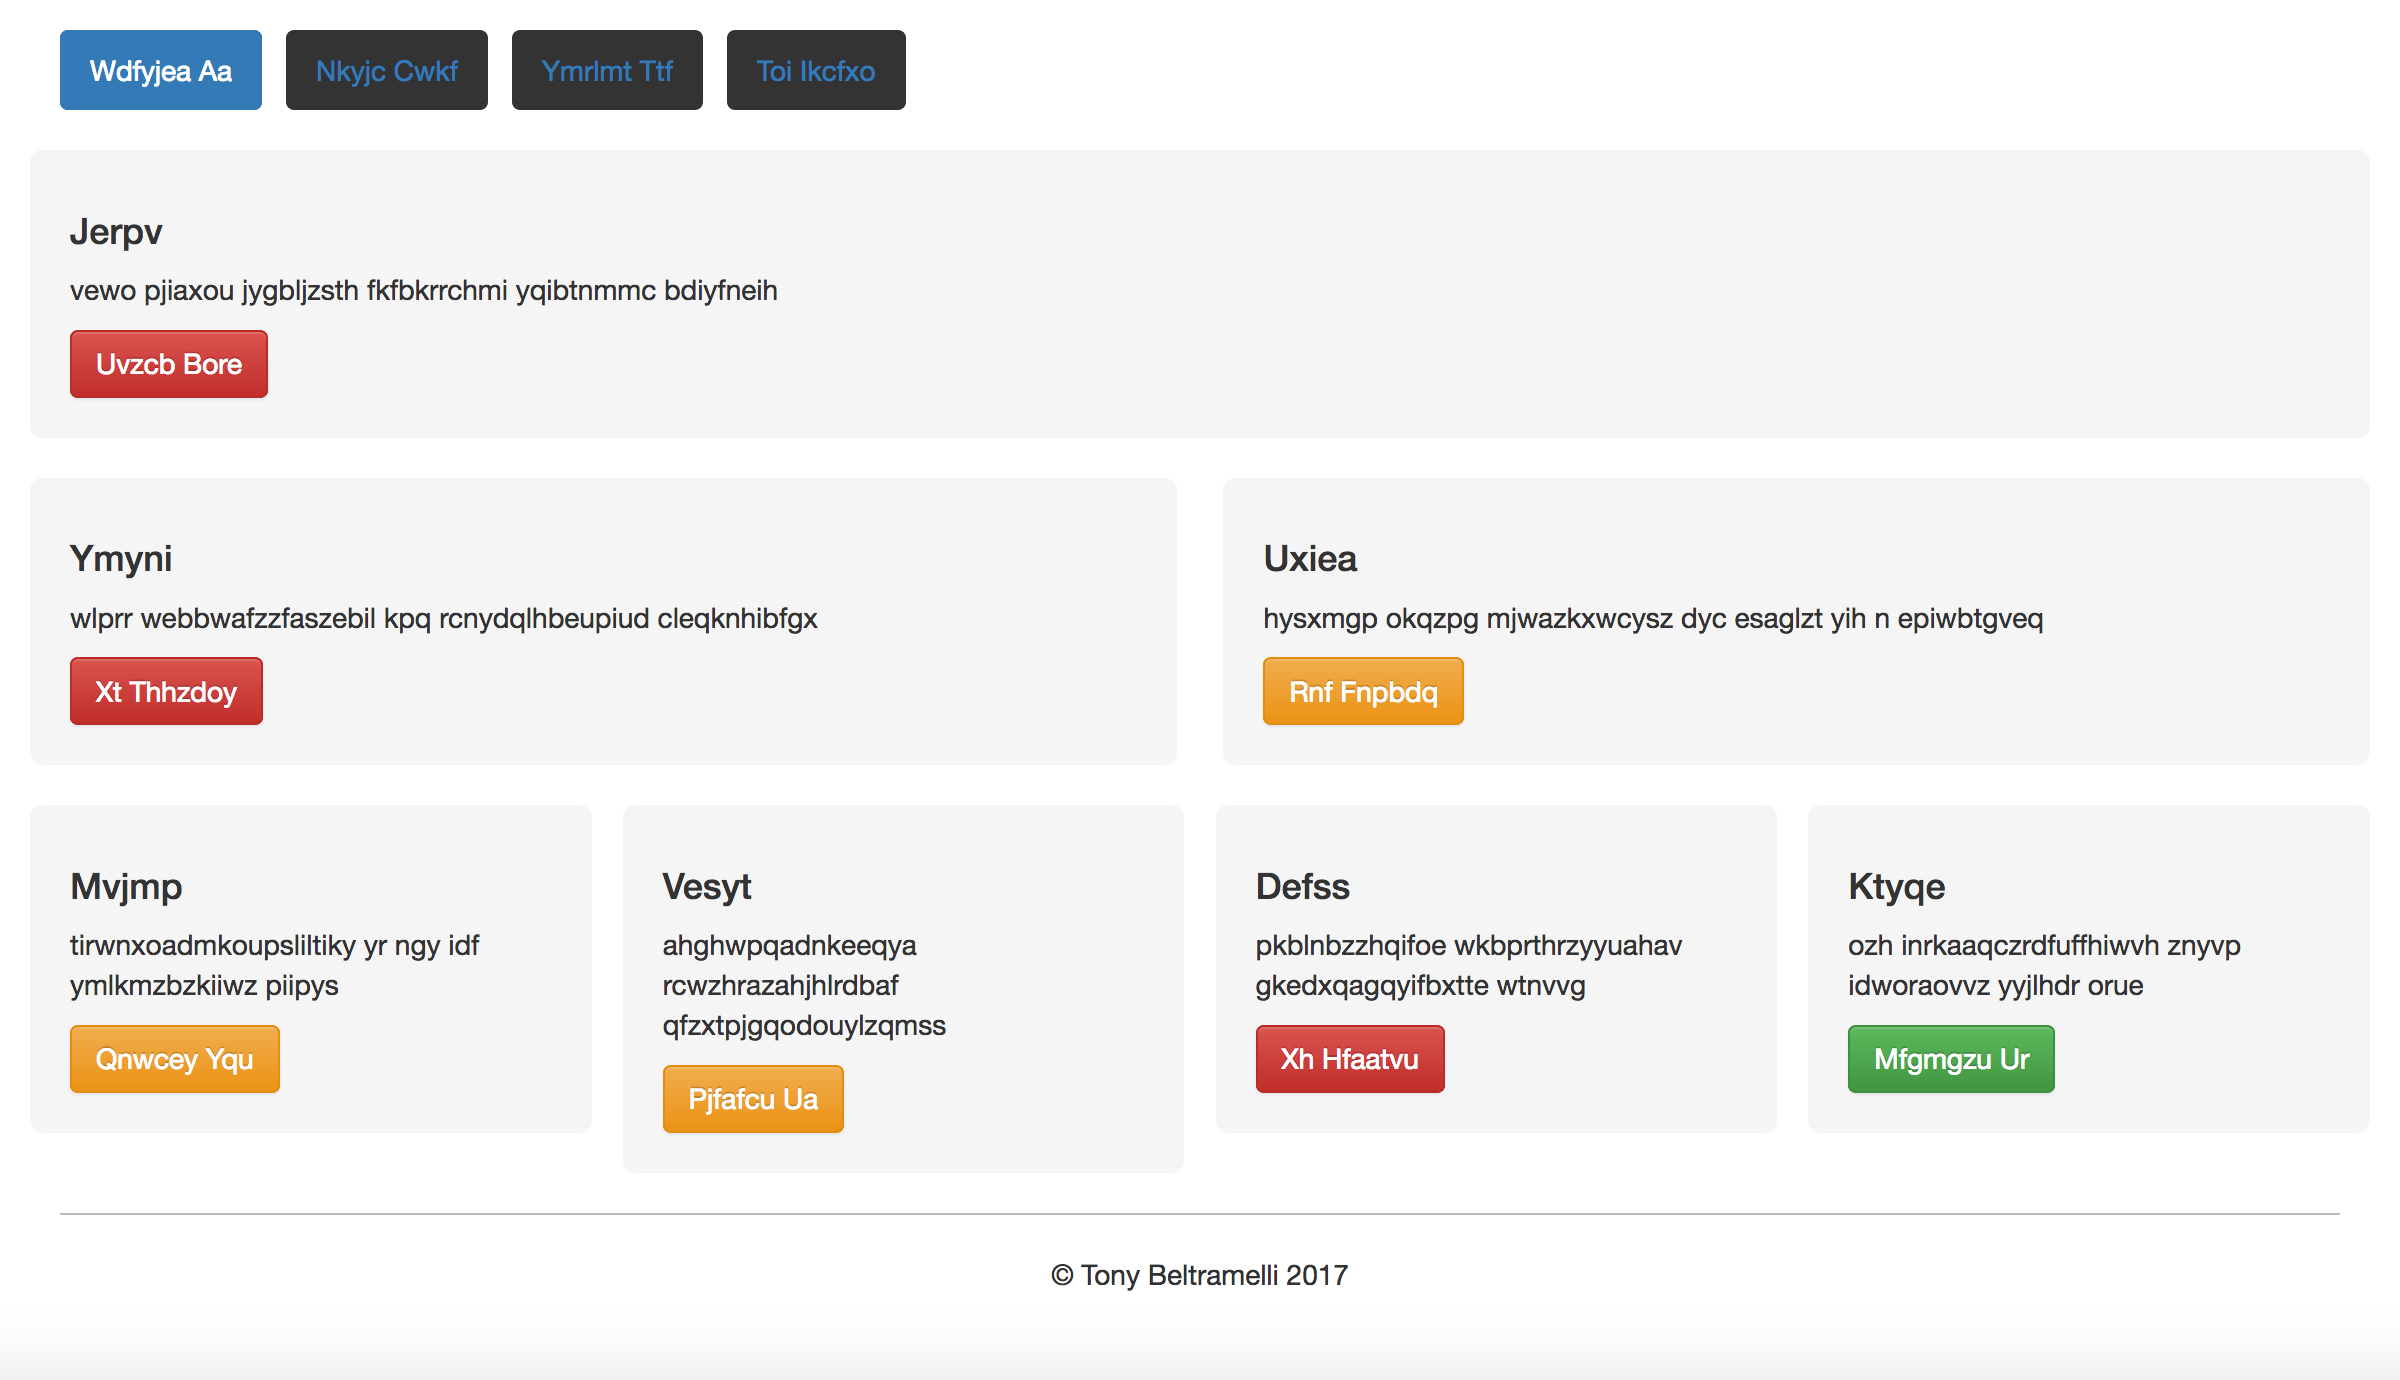 Wdfyjea Aa
Nkyjc Cwkf
Ymrlmt Ttf
Toi Ikcfxo
Jerpv
vewo pjiaxou jygbljzsth fkfbkrrchmi yqibtnmmc bdiyfneih
Uvzcb Bore
Ymyni
wlprr webbwafzzfaszebil kpq rcnydqlhbeupiud cleqknhibfgx
Xt Thhzdoy
Uxiea
hysxmgp okqzpg mjwazkxwcysz dyc esaglzt yih n epiwbtgveq
Rnf Fnpbdq
Mvjmp
tirwnxoadmkoupsliltiky yr ngy idf
ymlkmzbzkiiwz piipys
Qnwcey Yqu
Vesyt
ahghwpqadnkeeqya
rcwzhrazahjhlrdbaf
qfzxtpjgqodouylzqmss
Pjfafcu Ua
Defss
pkblnbzzhqifoe wkbprthrzyyuahav
gkedxqagqyifbxtte wtnvvg
Xh Hfaatvu
Ktyqe
ozh inrkaaqczrdfuffhiwvh znyvp
idworaovvz yyjlhdr orue
Mfgmgzu Ur
© Tony Beltramelli 2017